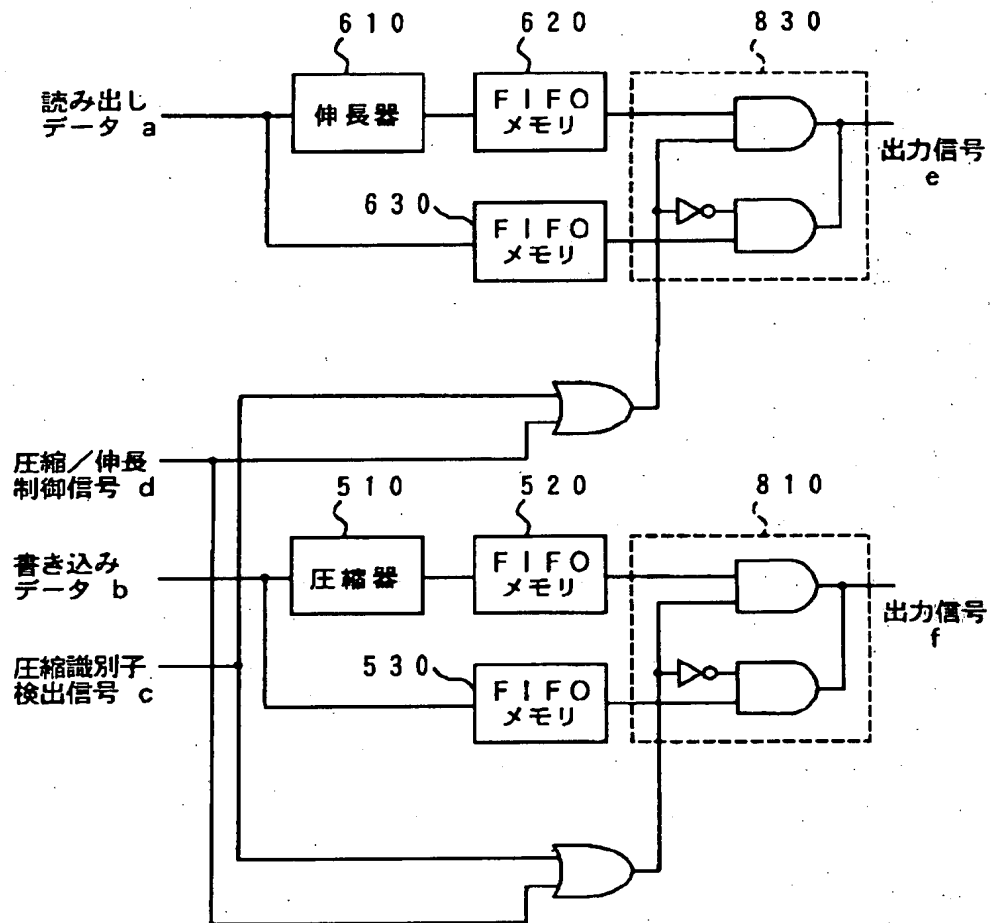 ６１０
６２０
８３０
読み出し
データ a
伸長器
ＦＩＦＯ
メモリ
出力信号
e
６３０
ＦＩＦＯ
メモリ
圧縮／伸長
制御信号 d
５１０
５２０
８１０
書き込み
データ b
圧縮器
ＦＩＦＯ
メモリ
出力信号
f
圧縮識別子
検出信号 c
５３０
ＦＩＦＯ
メモリ